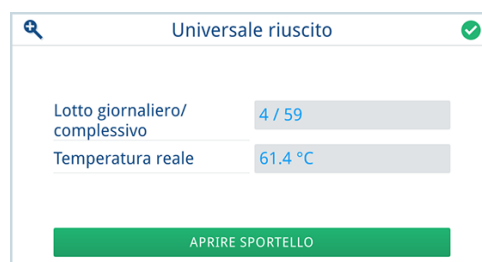 Universale riuscito
Lotto giornaliero/
complessivo
4 / 59
Temperatura reale
61.4 °C
APRIRE SPORTELLO